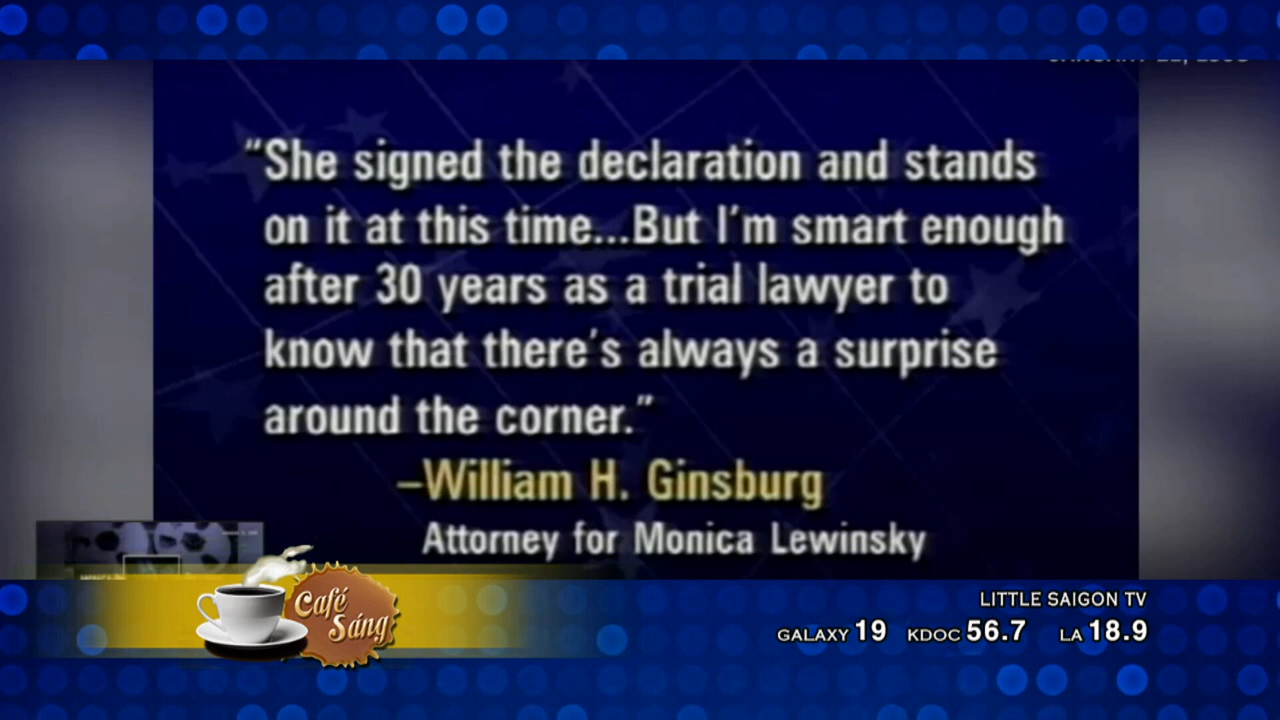 “She signed the declaration and stands
on it at this time...But I’m smart enough
after 30 years as a trial lawyer to
know that there’s always a surprise
around the corner.”
–William H. Ginsburg
Attorney for Monica Lewinsky
Café
Sáng
LITTLE SAIGON TV
GALAXY 19 KDOC 56.7 LA 18.9